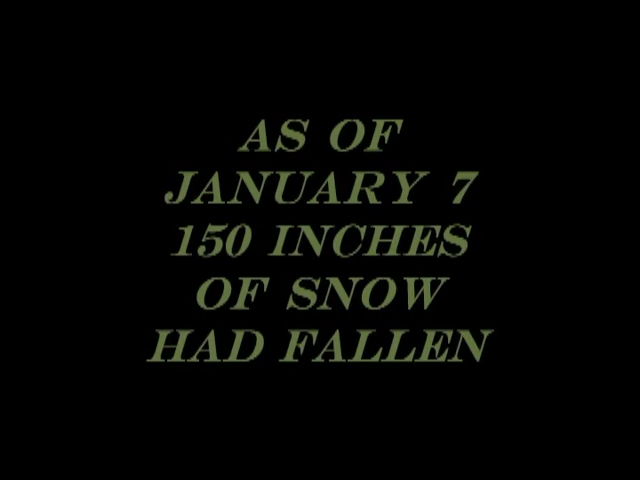 AS OF
JANUARY 7
150 INCHES
OF SNOW
HAD FALLEN